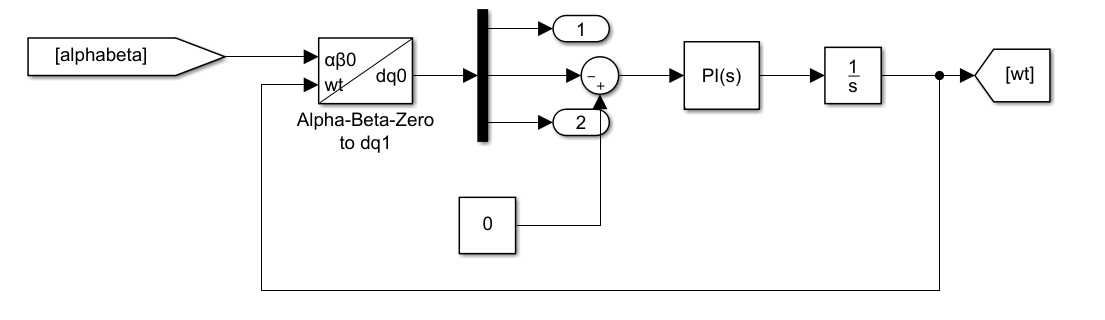 [alphabeta]
αβ0
wt
dq0
Alpha-Beta-Zero
to dq1
1
−
+
2
0
PI(s)
1
s
[wt]